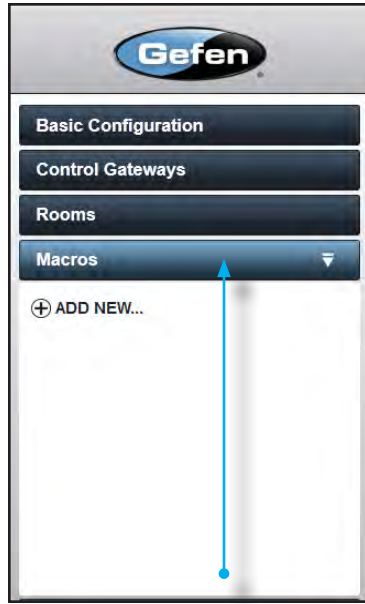 Gefen
Basic Configuration
Control Gateways
Rooms
Macros
ADD NEW...